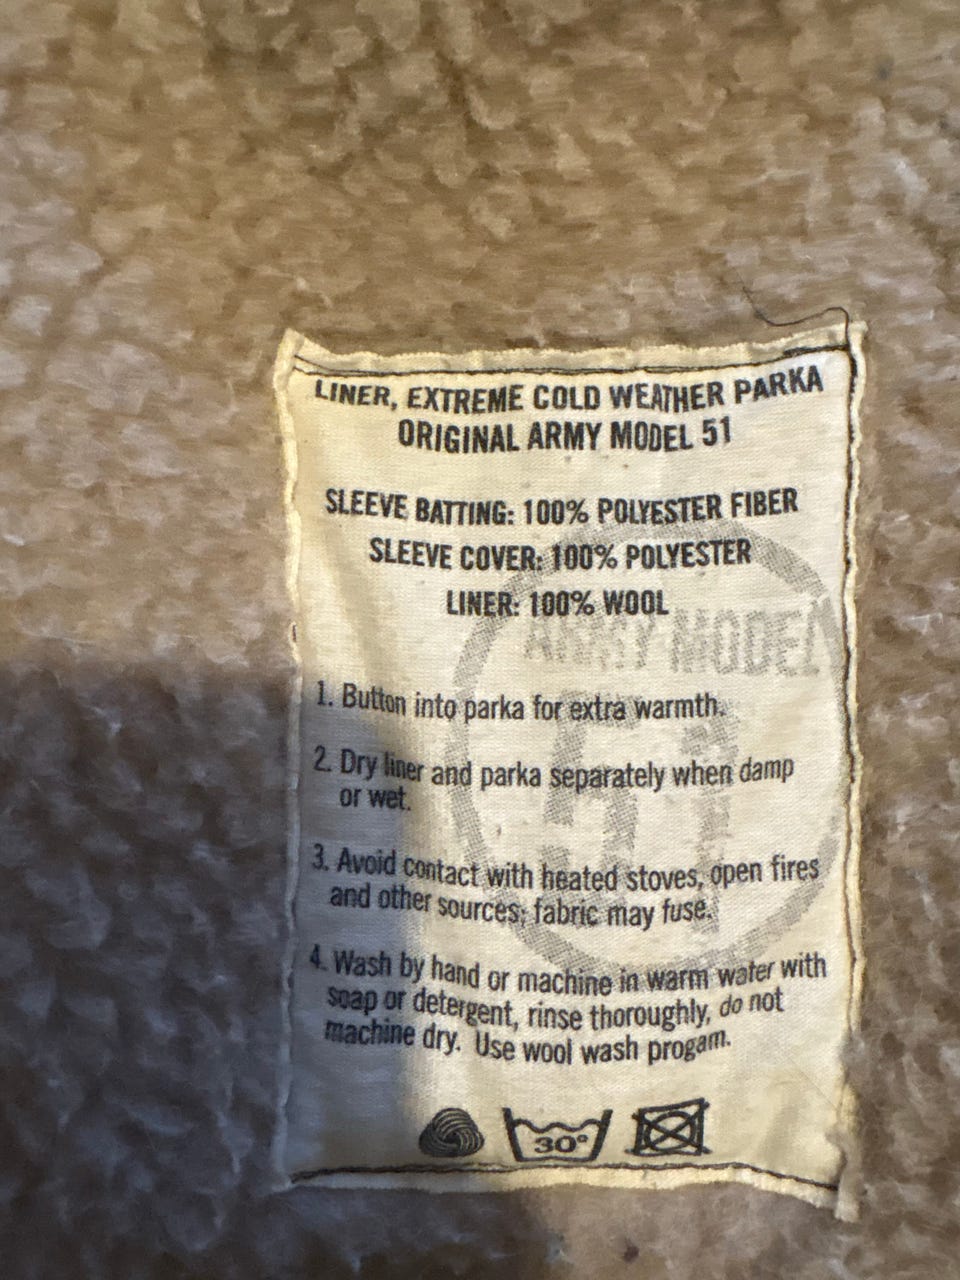 LINER, EXTREME COLD WEATHER PARKA
ORIGINAL ARMY MODEL 51
SLEEVE BATTING: 100% POLYESTER FIBER
SLEEVE COVER: 100% POLYESTER
LINER: 100% WOOL
ARMY MODEL
51
1. Button into parka for extra warmth.
2. Dry liner and parka separately when damp
or wet.
3. Avoid contact with heated stoves, open fires
and other sources; fabric may fuse.
4. Wash by hand or machine in warm water with
soap or detergent, rinse thoroughly, do not
machine dry. Use wool wash progam.
30°